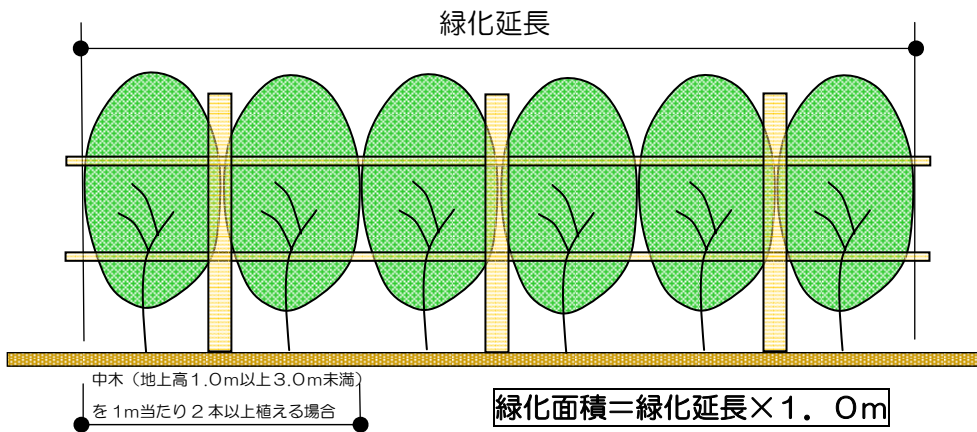 緑化延長
中木（地上高1.0m以上3.0m未満）
を1m当たり2本以上植える場合
緑化面積＝緑化延長×1．0m